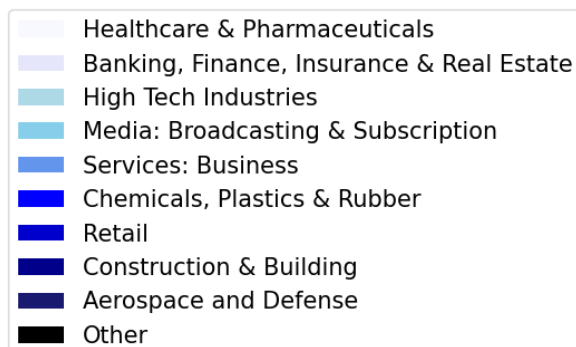 Healthcare & Pharmaceuticals
Banking, Finance, Insurance & Real Estate
High Tech Industries
Media: Broadcasting & Subscription
Services: Business
Chemicals, Plastics & Rubber
Retail
Construction & Building
Aerospace and Defense
Other